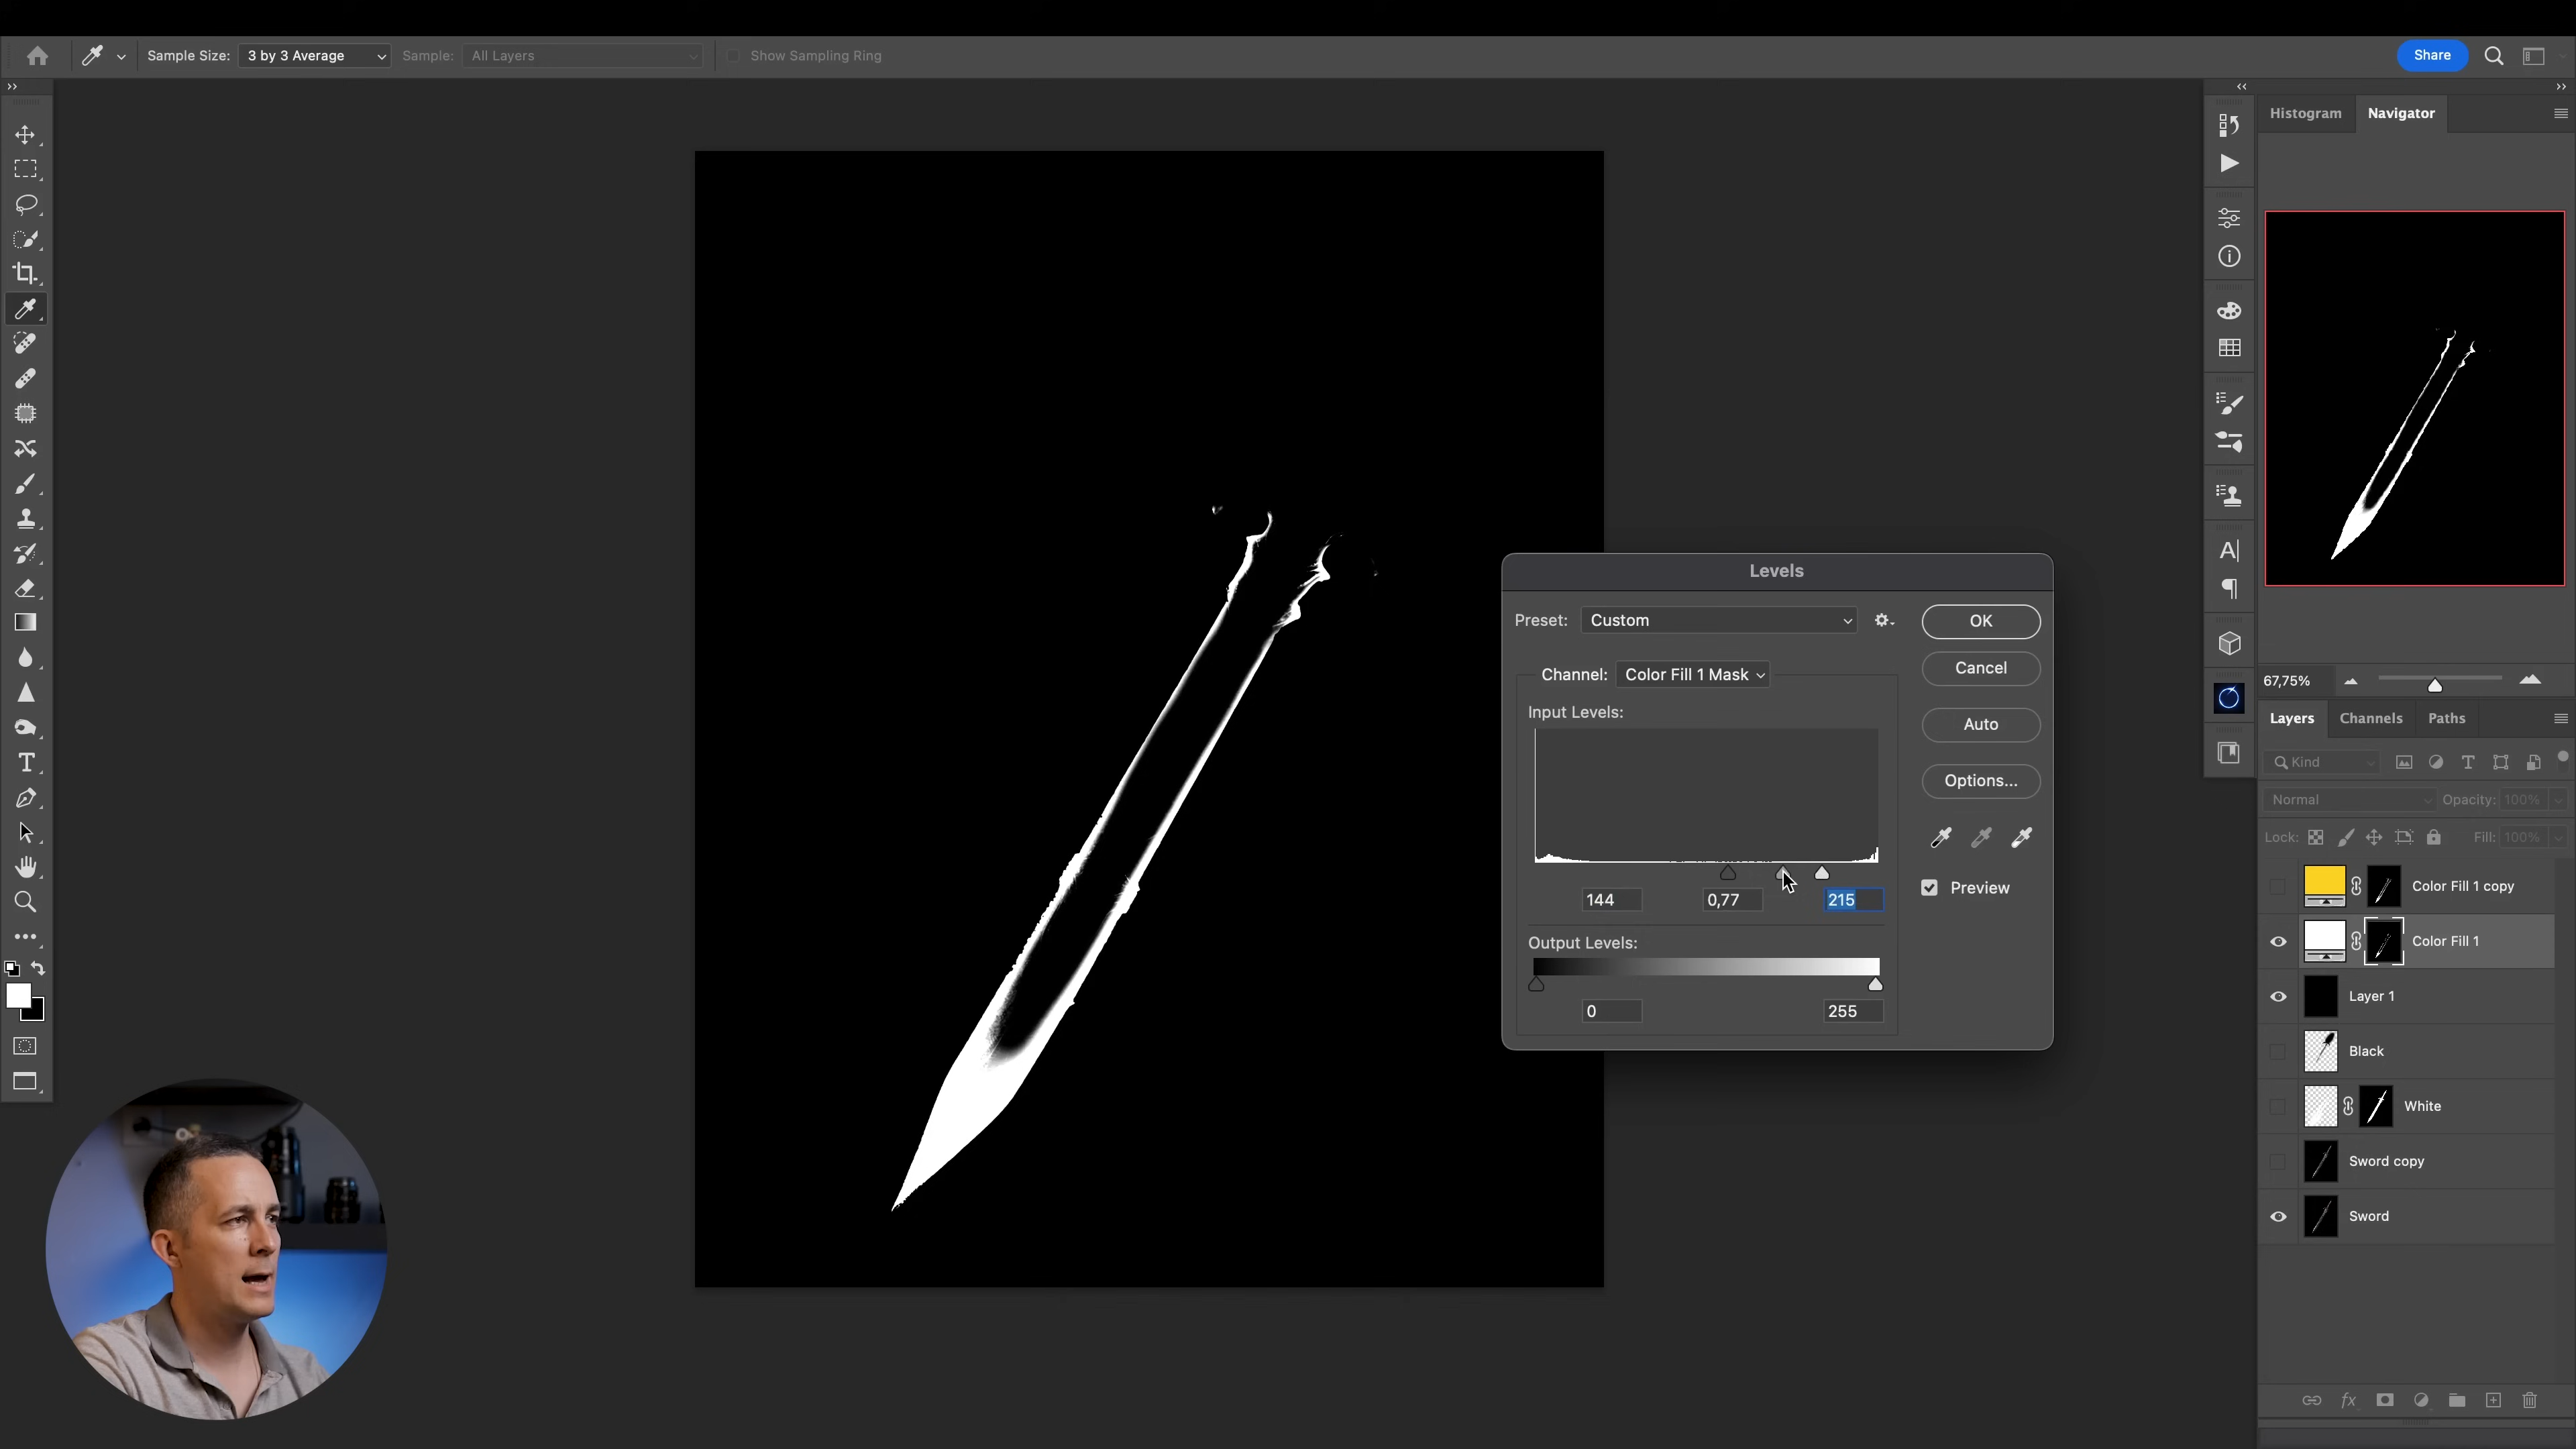 Sample Size: 3 by 3 Average Sample: All Layers Show Sampling Ring Share
Histogram Navigator
67,75%
Layers Channels Paths
Kind
Normal Opacity: 100%
Lock: Fill: 100%
Color Fill 1 copy
Color Fill 1
Layer 1
Black
White
Sword copy
Sword
Levels
Preset: Custom OK
Cancel
Channel: Color Fill 1 Mask
Input Levels:
Auto
Options...
Preview
144 0,77 215
Output Levels:
0 255